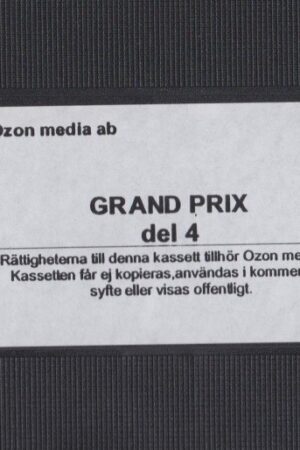 Ozon media ab
GRAND PRIX
del 4
Rättigheterna till denna kassett tillhör Ozon me
Kassetten får ej kopieras,användas i kommer
syfte eller visas offentligt.